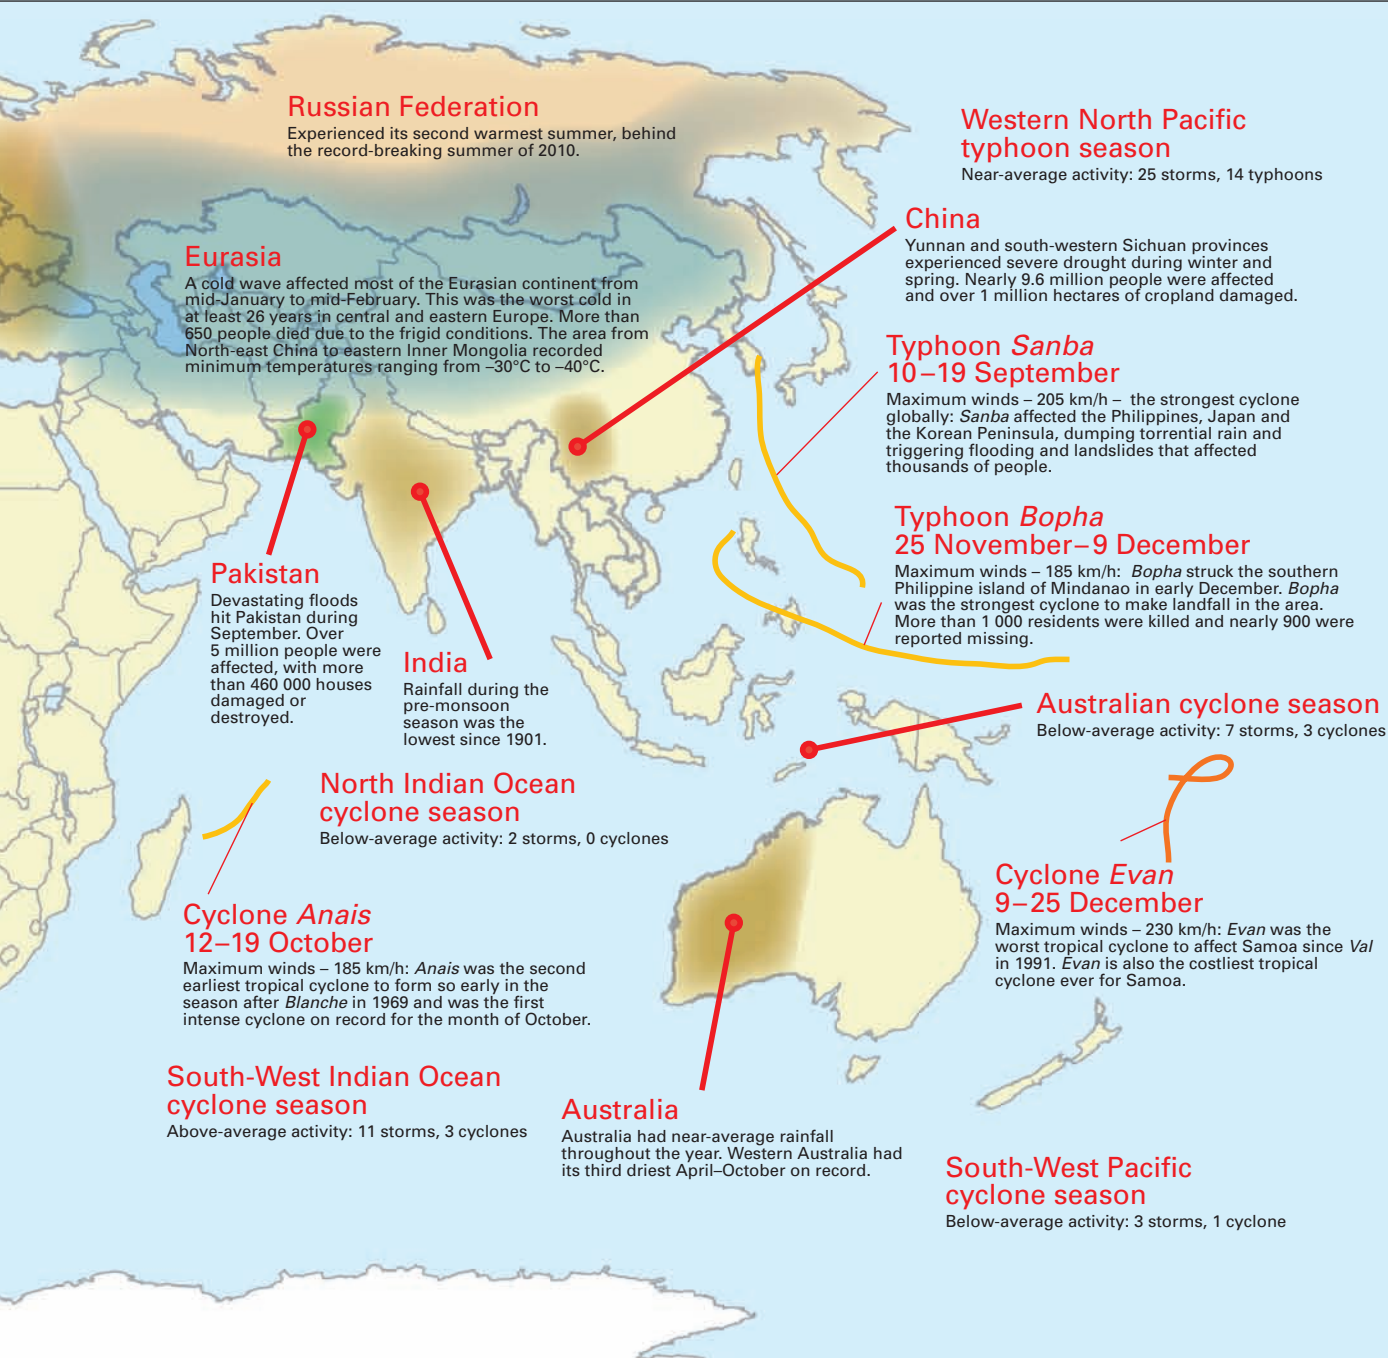 Russian Federation
Experienced its second warmest summer, behind
the record-breaking summer of 2010.
Western North Pacific
typhoon season
Near-average activity: 25 storms, 14 typhoons
China
Yunnan and south-western Sichuan provinces
experienced severe drought during winter and
spring. Nearly 9.6 million people were affected
and over 1 million hectares of cropland damaged.
Eurasia
A cold wave affected most of the Eurasian continent from
mid-January to mid-February. This was the worst cold in
at least 26 years in central and eastern Europe. More than
650 people died due to the frigid conditions. The area from
North-east China to eastern Inner Mongolia recorded
minimum temperatures ranging from –30°C to –40°C.
Typhoon Sanba
10–19 September
Maximum winds – 205 km/h – the strongest cyclone
globally: Sanba affected the Philippines, Japan and
the Korean Peninsula, dumping torrential rain and
triggering flooding and landslides that affected
thousands of people.
Typhoon Bopha
25 November–9 December
Maximum winds – 185 km/h: Bopha struck the southern
Philippine island of Mindanao in early December. Bopha
was the strongest cyclone to make landfall in the area.
More than 1 000 residents were killed and nearly 900 were
reported missing.
Pakistan
Devastating floods
hit Pakistan during
September. Over
5 million people were
affected, with more
than 460 000 houses
damaged or
destroyed.
India
Rainfall during the
pre-monsoon
season was the
lowest since 1901.
Australian cyclone season
Below-average activity: 7 storms, 3 cyclones
North Indian Ocean
cyclone season
Below-average activity: 2 storms, 0 cyclones
Cyclone Evan
9–25 December
Maximum winds – 230 km/h: Evan was the
worst tropical cyclone to affect Samoa since Val
in 1991. Evan is also the costliest tropical
cyclone ever for Samoa.
Cyclone Anais
12–19 October
Maximum winds – 185 km/h: Anais was the second
earliest tropical cyclone to form so early in the
season after Blanche in 1969 and was the first
intense cyclone on record for the month of October.
South-West Indian Ocean
cyclone season
Above-average activity: 11 storms, 3 cyclones
Australia
Australia had near-average rainfall
throughout the year. Western Australia had
its third driest April–October on record.
South-West Pacific
cyclone season
Below-average activity: 3 storms, 1 cyclone